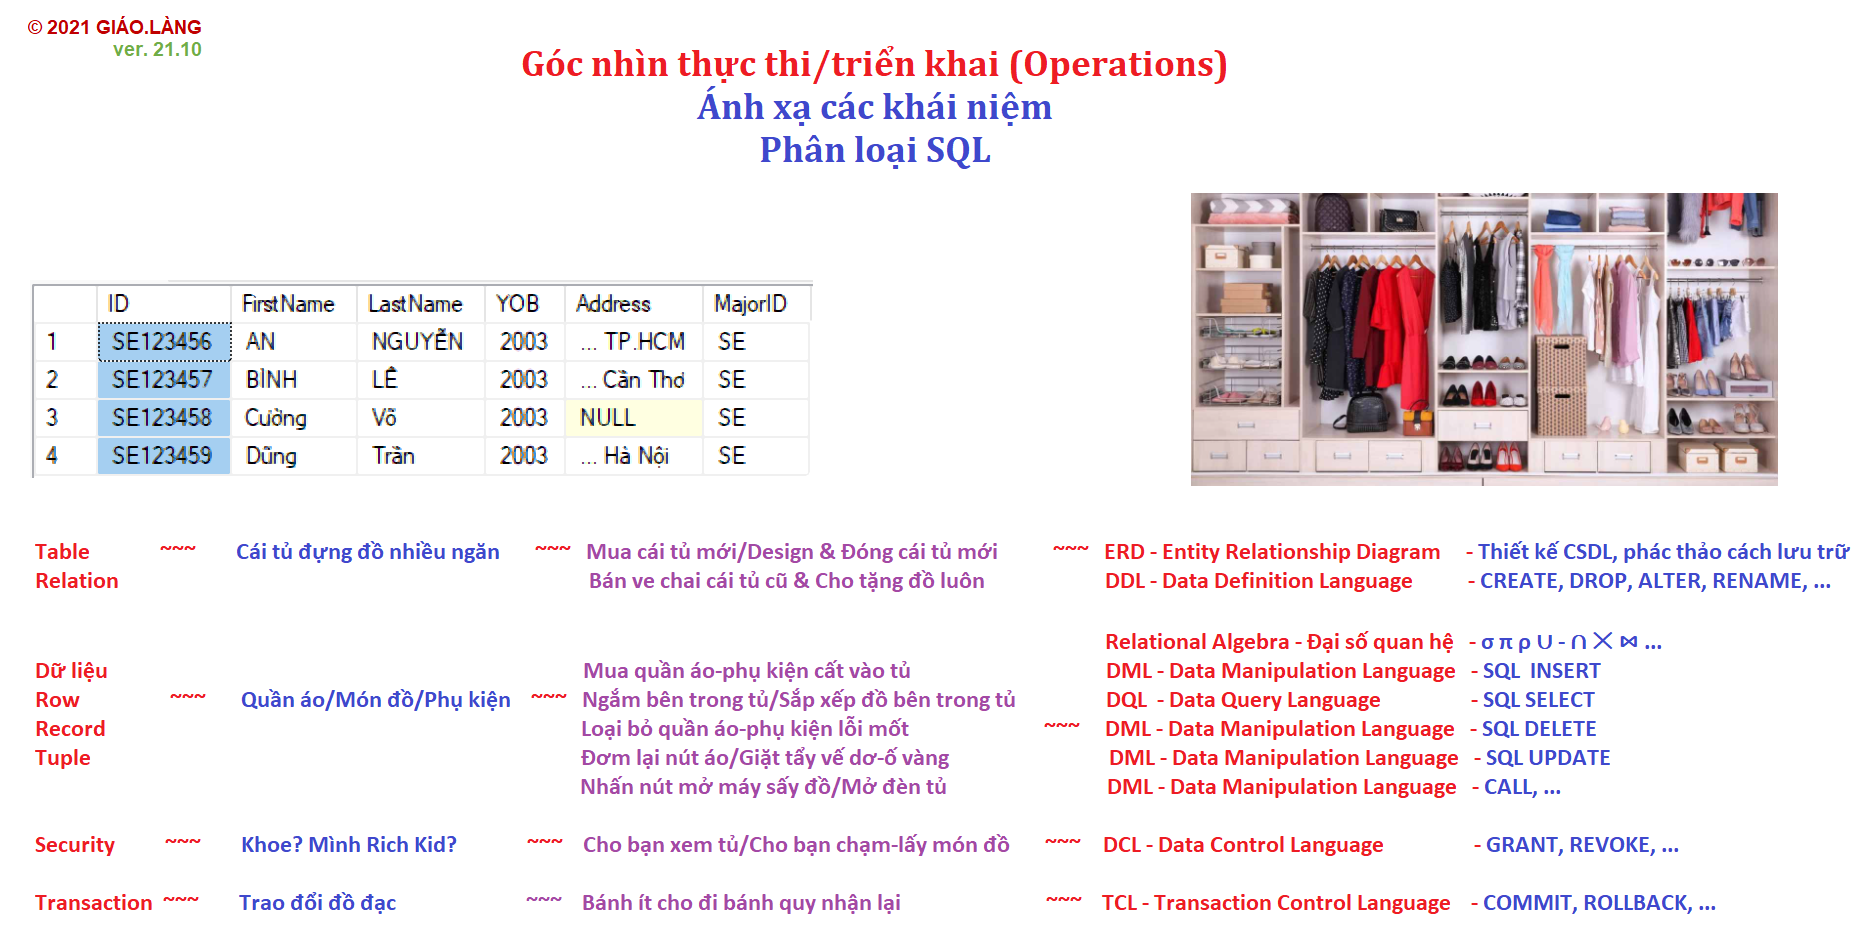 © 2021 GIÁO.LÀNG
ver. 21.10
Góc nhìn thực thi/triển khai (Operations)
Ánh xạ các khái niệm
Phân loại SQL
ID FirstName LastName YOB Address MajorID
1 SE123456 AN NGUYỄN 2003 ... TP.HCM SE
2 SE123457 BÌNH LÊ 2003 ... Cần Thơ SE
3 SE123458 Cường Võ 2003 NULL SE
4 SE123459 Dũng Trần 2003 ... Hà Nội SE
Table ~~~ Cái tủ đựng đồ nhiều ngăn ~~~ Mua cái tủ mới/Design & Đóng cái tủ mới ~~~ ERD - Entity Relationship Diagram - Thiết kế CSDL, phác thảo cách lưu trữ
Relation Bán ve chai cái tủ cũ & Cho tặng đồ luôn DDL - Data Definition Language - CREATE, DROP, ALTER, RENAME, ...
Relational Algebra - Đại số quan hệ - σ π ρ ∪ - ∩ ✕ ⋈ ...
Dữ liệu Mua quần áo-phụ kiện cất vào tủ DML - Data Manipulation Language - SQL INSERT
Row ~~~ Quần áo/Món đồ/Phụ kiện ~~~ Ngắm bên trong tủ/Sắp xếp đồ bên trong tủ DQL - Data Query Language - SQL SELECT
Record Loại bỏ quần áo-phụ kiện lỗi mốt ~~~ DML - Data Manipulation Language - SQL DELETE
Tuple Đơm lại nút áo/Giặt tẩy vế dơ-ố vàng DML - Data Manipulation Language - SQL UPDATE
Nhấn nút mở máy sấy đồ/Mở đèn tủ DML - Data Manipulation Language - CALL, ...
Security ~~~ Khoe? Mình Rich Kid? ~~~ Cho bạn xem tủ/Cho bạn chạm-lấy món đồ ~~~ DCL - Data Control Language - GRANT, REVOKE, ...
Transaction ~~~ Trao đổi đồ đạc ~~~ Bánh ít cho đi bánh quy nhận lại ~~~ TCL - Transaction Control Language - COMMIT, ROLLBACK, ...